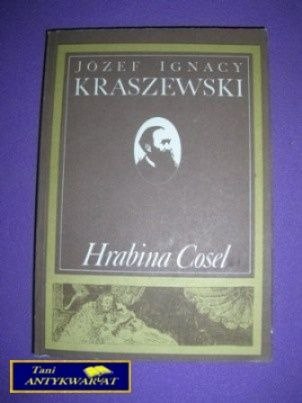 JÓZEF IGNACY
KRASZEWSKI
Hrabina Cosel
Tani
ANTYKWARIAT